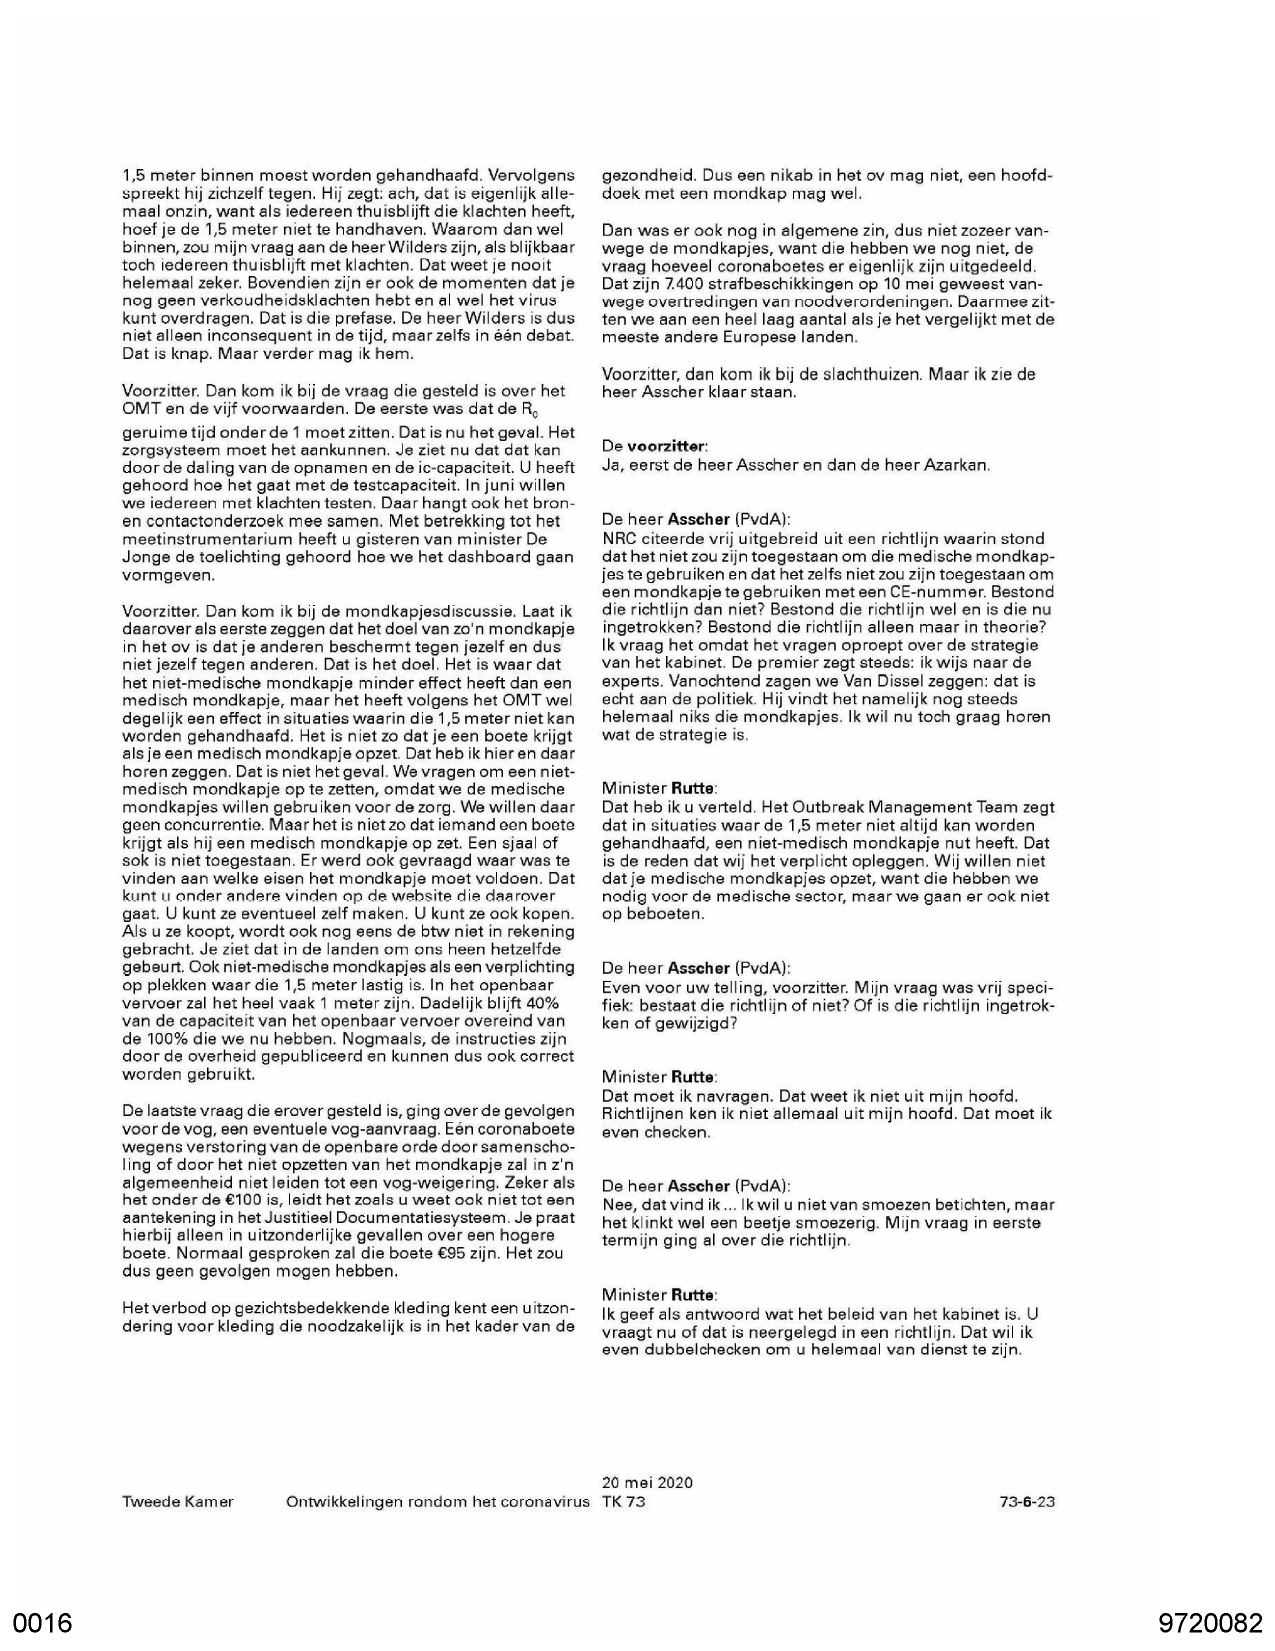 1,5 meter binnen moest worden gehandhaafd. Vervolgens
spreekt hij zichzelf tegen. Hij zegt: ach, dat is eigenlijk alle-
maal onzin, want als iedereen thuisblijft die klachten heeft,
hoef je de 1,5 meter niet te handhaven. Waarom dan wel
binnen, zou mijn vraag aan de heer Wilders zijn, als blijkbaar
toch iedereen thuisblijft met klachten. Dat weet je nooit
helemaal zeker. Bovendien zijn er ook de momenten dat je
nog geen verkoudheidsklachten hebt en al wel het virus
kunt overdragen. Dat is die prefase. De heer Wilders is dus
niet alleen inconsequent in de tijd, maar zelfs in één debat.
Dat is knap. Maar verder mag ik hem.
Voorzitter. Dan kom ik bij de vraag die gesteld is over het
OMT en de vijf voorwaarden. De eerste was dat de R0
geruime tijd onder de 1 moet zitten. Dat is nu het geval. Het
zorgsysteem moet het aankunnen. Je ziet nu dat dat kan
door de daling van de opnamen en de ic-capaciteit. U heeft
gehoord hoe het gaat met de testcapaciteit. In juni willen
we iedereen met klachten testen. Daar hangt ook het bron-
en contactonderzoek mee samen. Met betrekking tot het
meetinstrumentarium heeft u gisteren van minister De
Jonge de toelichting gehoord hoe we het dashboard gaan
vormgeven.
Voorzitter. Dan kom ik bij de mondkapjesdiscussie. Laat ik
daarover als eerste zeggen dat het doel van zo'n mondkapje
in het ov is dat je anderen beschermt tegen jezelf en dus
niet jezelf tegen anderen. Dat is het doel. Het is waar dat
het niet-medische mondkapje minder effect heeft dan een
medisch mondkapje, maar het heeft volgens het OMT wel
degelijk een effect in situaties waarin die 1,5 meter niet kan
worden gehandhaafd. Het is niet zo dat je een boete krijgt
als je een medisch mondkapje opzet. Dat heb ik hier en daar
horen zeggen. Dat is niet het geval. We vragen om een niet-
medisch mondkapje op te zetten, omdat we de medische
mondkapjes willen gebruiken voor de zorg. We willen daar
geen concurrentie. Maar het is niet zo dat iemand een boete
krijgt als hij een medisch mondkapje op zet. Een sjaal of
sok is niet toegestaan. Er werd ook gevraagd waar was te
vinden aan welke eisen het mondkapje moet voldoen. Dat
kunt u onder andere vinden op de website die daarover
gaat. U kunt ze eventueel zelf maken. U kunt ze ook kopen.
Als u ze koopt, wordt ook nog eens de btw niet in rekening
gebracht. Je ziet dat in de landen om ons heen hetzelfde
gebeurt. Ook niet-medische mondkapjes als een verplichting
op plekken waar die 1,5 meter lastig is. In het openbaar
vervoer zal het heel vaak 1 meter zijn. Dadelijk blijft 40%
van de capaciteit van het openbaar vervoer overeind van
de 100% die we nu hebben. Nogmaals, de instructies zijn
door de overheid gepubliceerd en kunnen dus ook correct
worden gebruikt.
De laatste vraag die erover gesteld is, ging over de gevolgen
voor de vog, een eventuele vog-aanvraag. Eén coronaboete
wegens verstoring van de openbare orde door samenscho-
ling of door het niet opzetten van het mondkapje zal in z'n
algemeenheid niet leiden tot een vog-weigering. Zeker als
het onder de €100 is, leidt het zoals u weet ook niet tot een
aantekening in het Justitieel Documentatiesysteem. Je praat
hierbij alleen in uitzonderlijke gevallen over een hogere
boete. Normaal gesproken zal die boete €95 zijn. Het zou
dus geen gevolgen mogen hebben.
Het verbod op gezichtsbedekkende kleding kent een uitzon-
dering voor kleding die noodzakelijk is in het kader van de
gezondheid. Dus een nikab in het ov mag niet, een hoofd-
doek met een mondkap mag wel.
Dan was er ook nog in algemene zin, dus niet zozeer van-
wege de mondkapjes, want die hebben we nog niet, de
vraag hoeveel coronaboetes er eigenlijk zijn uitgedeeld.
Dat zijn 7.400 strafbeschikkingen op 10 mei geweest van-
wege overtredingen van noodverordeningen. Daarmee zit-
ten we aan een heel laag aantal als je het vergelijkt met de
meeste andere Europese landen.
Voorzitter, dan kom ik bij de slachthuizen. Maar ik zie de
heer Asscher klaar staan.
De voorzitter:
Ja, eerst de heer Asscher en dan de heer Azarkan.
De heer Asscher (PvdA):
NRC citeerde vrij uitgebreid uit een richtlijn waarin stond
dat het niet zou zijn toegestaan om die medische mondkap-
jes te gebruiken en dat het zelfs niet zou zijn toegestaan om
een mondkapje te gebruiken met een CE-nummer. Bestond
die richtlijn dan niet? Bestond die richtlijn wel en is die nu
ingetrokken? Bestond die richtlijn alleen maar in theorie?
Ik vraag het omdat het vragen oproept over de strategie
van het kabinet. De premier zegt steeds: ik wijs naar de
experts. Vanochtend zagen we Van Dissel zeggen: dat is
echt aan de politiek. Hij vindt het namelijk nog steeds
helemaal niks die mondkapjes. Ik wil nu toch graag horen
wat de strategie is.
Minister Rutte:
Dat heb ik u verteld. Het Outbreak Management Team zegt
dat in situaties waar de 1,5 meter niet altijd kan worden
gehandhaafd, een niet-medisch mondkapje nut heeft. Dat
is de reden dat wij het verplicht opleggen. Wij willen niet
dat je medische mondkapjes opzet, want die hebben we
nodig voor de medische sector, maar we gaan er ook niet
op beboeten.
De heer Asscher (PvdA):
Even voor uw telling, voorzitter. Mijn vraag was vrij speci-
fiek: bestaat die richtlijn of niet? Of is die richtlijn ingetrok-
ken of gewijzigd?
Minister Rutte:
Dat moet ik navragen. Dat weet ik niet uit mijn hoofd.
Richtlijnen ken ik niet allemaal uit mijn hoofd. Dat moet ik
even checken.
De heer Asscher (PvdA):
Nee, dat vind ik ... Ik wil u niet van smoezen betichten, maar
het klinkt wel een beetje smoezerig. Mijn vraag in eerste
termijn ging al over die richtlijn.
Minister Rutte:
Ik geef als antwoord wat het beleid van het kabinet is. U
vraagt nu of dat is neergelegd in een richtlijn. Dat wil ik
even dubbelchecken om u helemaal van dienst te zijn.
20 mei 2020
Tweede Kamer Ontwikkelingen rondom het coronavirus TK 73 73-6-23
0016 9720082